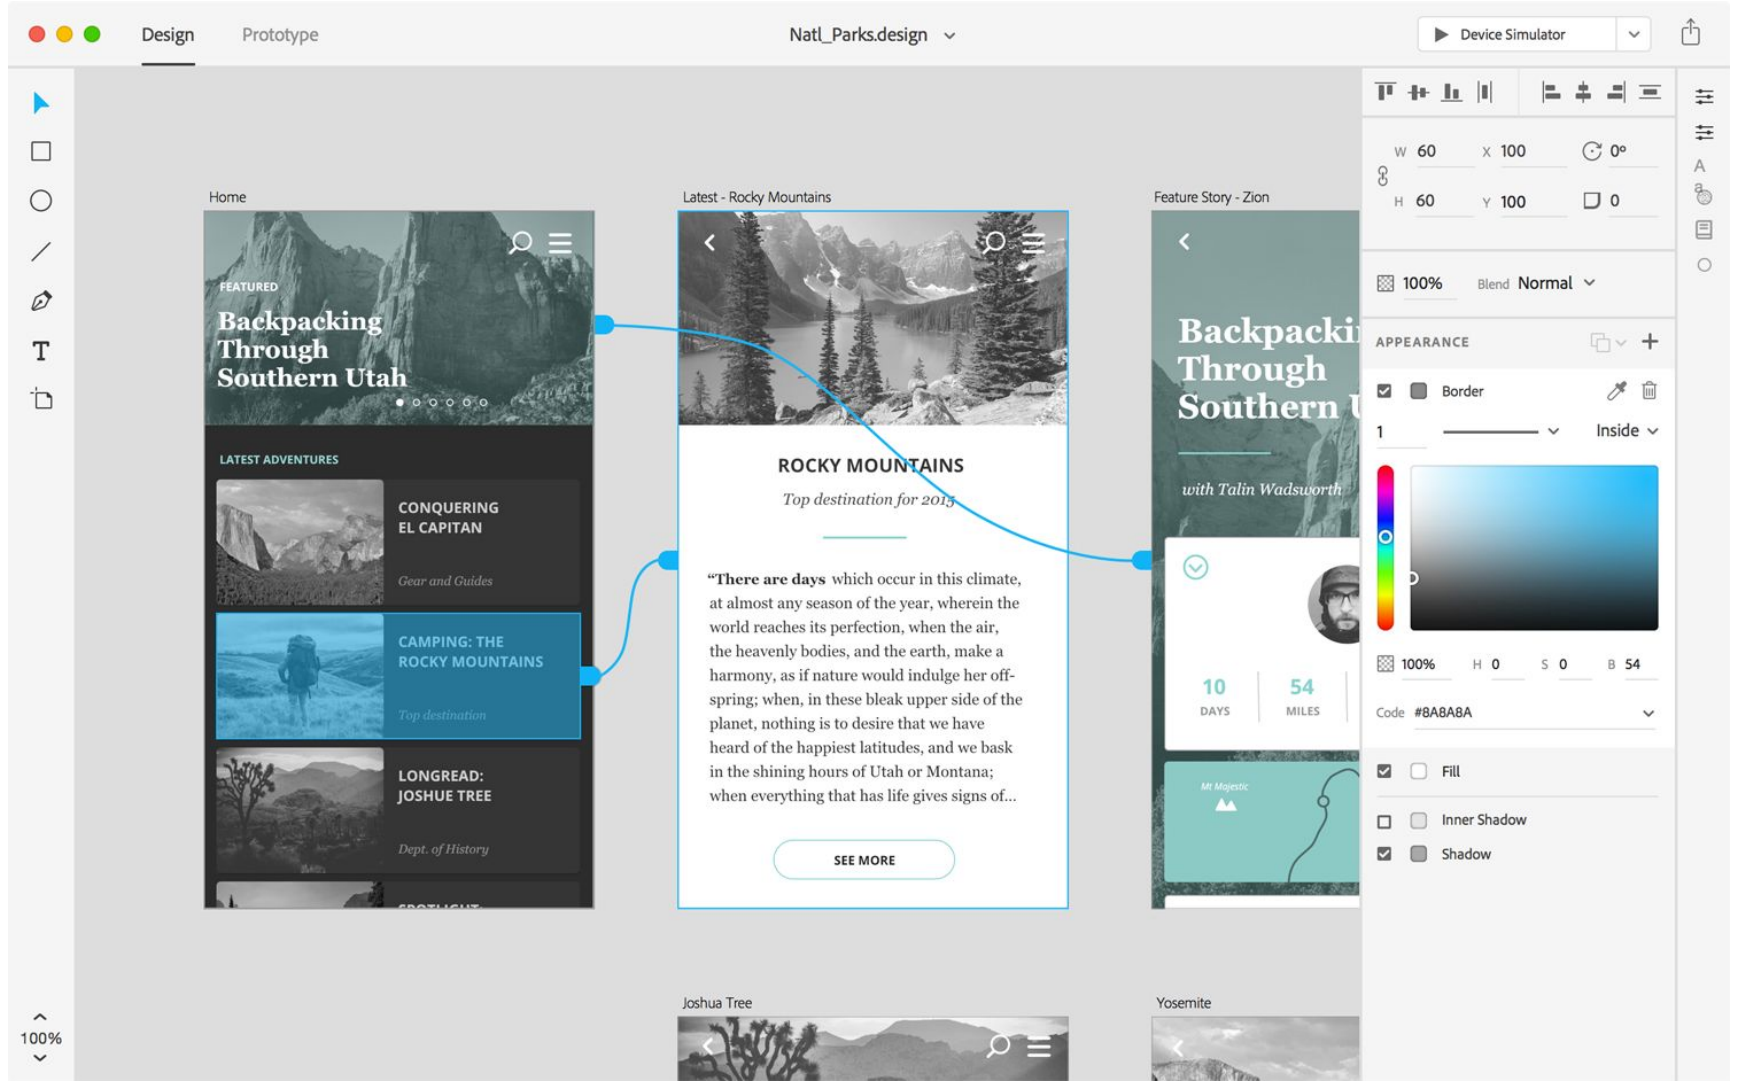 Design
Prototype
Natl_Parks.design
Device Simulator
Home
FEATURED
Backpacking
Through
Southern Utah
LATEST ADVENTURES
CONQUERING
EL CAPITAN
Gear and Guides
CAMPING: THE
ROCKY MOUNTAINS
Top destination
LONGREAD:
JOSHUE TREE
Dept. of History
Latest - Rocky Mountains
ROCKY MOUNTAINS
Top destination for 2015
“There are days which occur in this climate,
at almost any season of the year, wherein the
world reaches its perfection, when the air,
the heavenly bodies, and the earth, make a
harmony, as if nature would indulge her off-
spring; when, in these bleak upper side of the
planet, nothing is to desire that we have
heard of the happiest latitudes, and we bask
in the shining hours of Utah or Montana;
when everything that has life gives signs of...
SEE MORE
Feature Story - Zion
Backpacki
Through
Southern
with Talin Wadsworth
10
DAYS
54
MILES
Mt Majestic
Joshua Tree
Yosemite
100%
W 60 X 100 0º
H 60 Y 100 0
100% Blend Normal
APPEARANCE
Border
1 Inside
100% H 0 S 0 B 54
Code #8A8A8A
Fill
Inner Shadow
Shadow
A
a